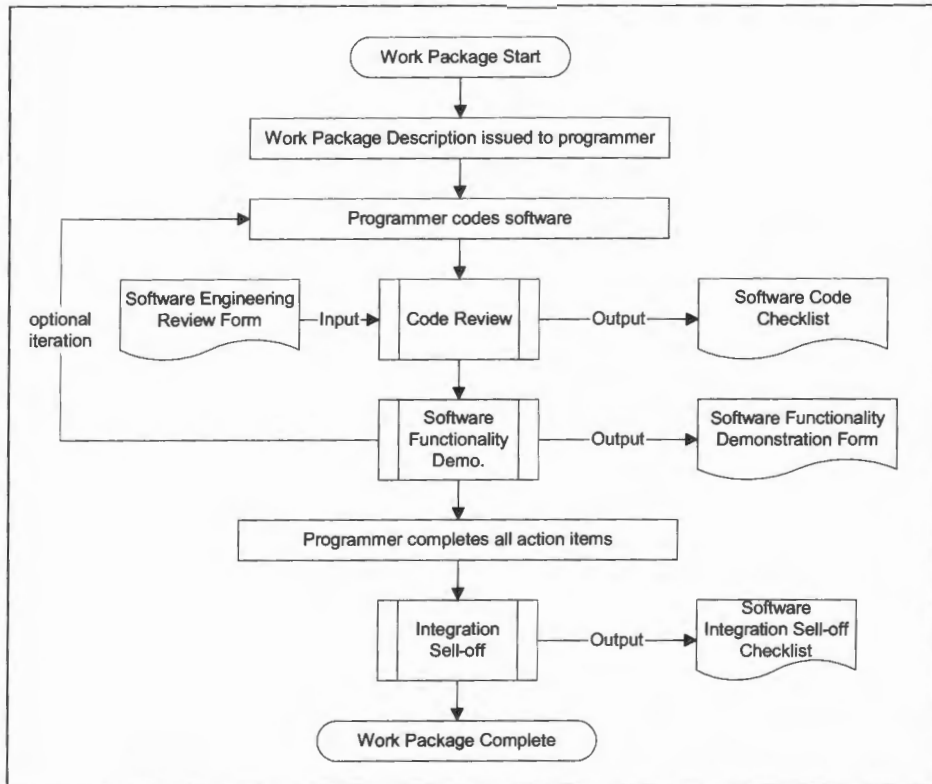 Work Package Start
Work Package Description issued to programmer
Programmer codes software
optional
iteration
Software Engineering
Review Form
Input
Code Review
Output
Software Code
Checklist
Software
Functionality
Demo.
Output
Software Functionality
Demonstration Form
Programmer completes all action items
Integration
Sell-off
Output
Software
Integration Sell-off
Checklist
Work Package Complete